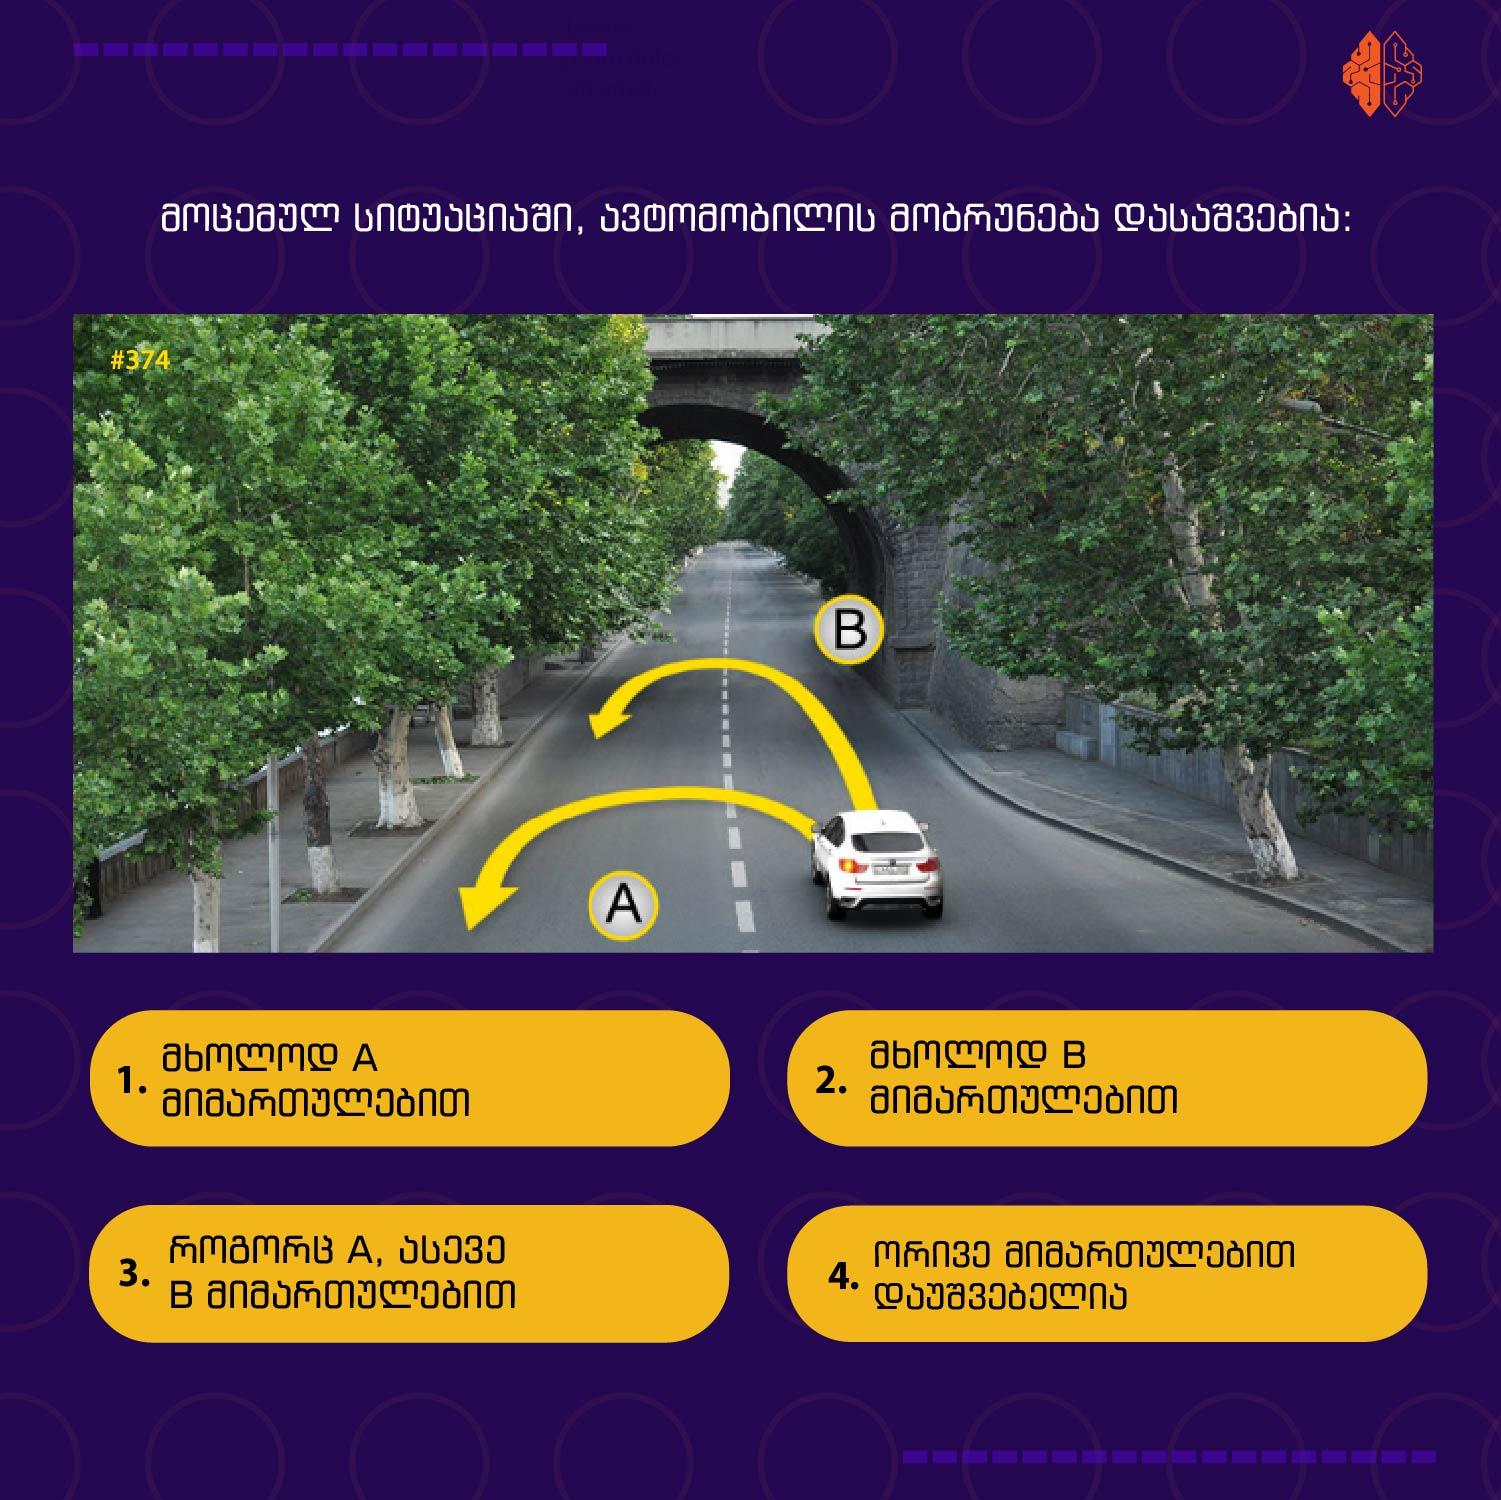 მოცემულ სიტუაციაში, ავტომობილის მობრუნება დასაშვებია:
#374
B
A
1. მხოლოდ A
მიმართულებით
2. მხოლოდ B
მიმართულებით
3. როგორც A, ასევე
B მიმართულებით
4. ორივე მიმართულებით
დაუშვებელია